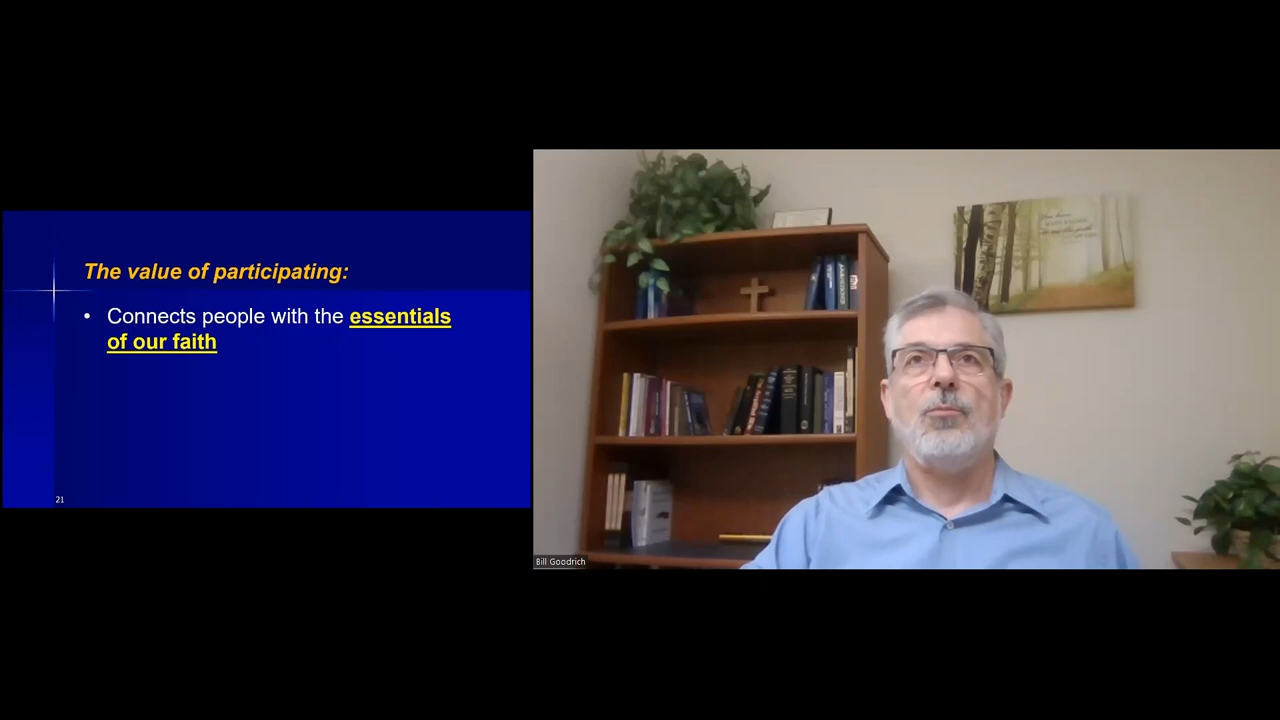 The value of participating:
• Connects people with the essentials
of our faith
21
Bill Goodrich